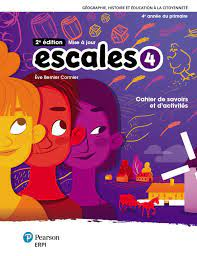 GÉOGRAPHIE, HISTOIRE ET ÉDUCATION À LA CITOYENNETÉ
4e année du primaire
2e édition Mise à jour
escales 4
Ève Bernier Cormier
Cahier de savoirs
et d'activités
Pearson
ERPI